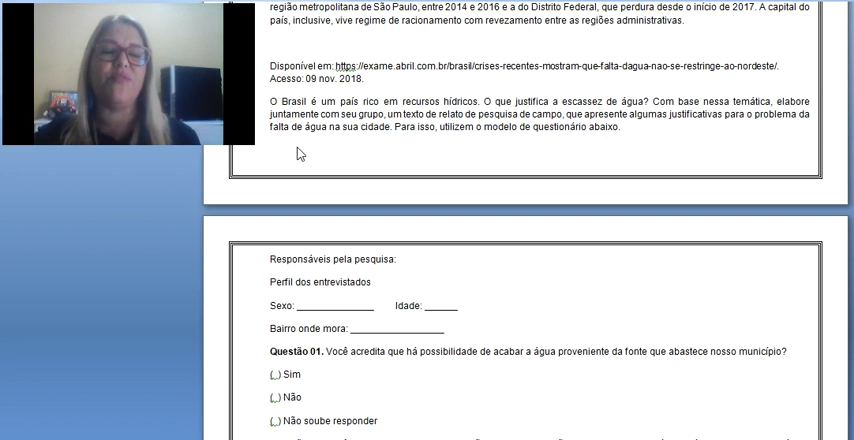 região metropolitana de São Paulo, entre 2014 e 2016 e a do Distrito Federal, que perdura desde o início de 2017. A capital do
país, inclusive, vive regime de racionamento com revezamento entre as regiões administrativas.
Disponível em: https://exame.abril.com.br/brasil/crises-recentes-mostram-que-falta-dagua-nao-se-restringe-ao-nordeste/.
Acesso: 09 nov. 2018.
O Brasil é um país rico em recursos hídricos. O que justifica a escassez de água? Com base nessa temática, elabore
juntamente com seu grupo, um texto de relato de pesquisa de campo, que apresente algumas justificativas para o problema da
falta de água na sua cidade. Para isso, utilizem o modelo de questionário abaixo.
Responsáveis pela pesquisa:
Perfil dos entrevistados
Sexo: ______________ Idade: ______
Bairro onde mora: _________________
Questão 01. Você acredita que há possibilidade de acabar a água proveniente da fonte que abastece nosso município?
( ) Sim
( ) Não
( ) Não soube responder